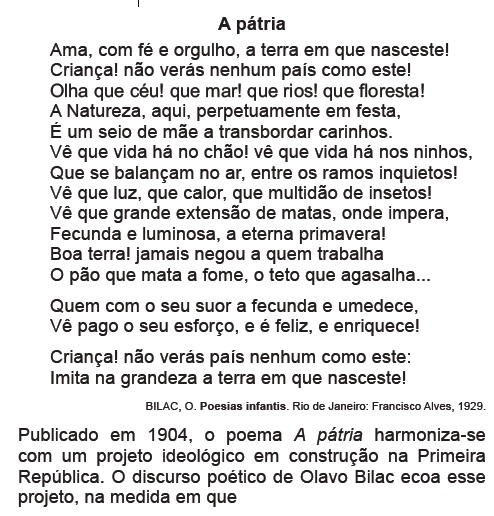 A pátria
Ama, com fé e orgulho, a terra em que nasceste!
Criança! não verás nenhum país como este!
Olha que céu! que mar! que rios! que floresta!
A Natureza, aqui, perpetuamente em festa,
É um seio de mãe a transbordar carinhos.
Vê que vida há no chão! vê que vida há nos ninhos,
Que se balançam no ar, entre os ramos inquietos!
Vê que luz, que calor, que multidão de insetos!
Vê que grande extensão de matas, onde impera,
Fecunda e luminosa, a eterna primavera!
Boa terra! jamais negou a quem trabalha
O pão que mata a fome, o teto que agasalha...
Quem com o seu suor a fecunda e umedece,
Vê pago o seu esforço, e é feliz, e enriquece!
Criança! não verás país nenhum como este:
Imita na grandeza a terra em que nasceste!
BILAC, O. Poesias infantis. Rio de Janeiro: Francisco Alves, 1929.
Publicado em 1904, o poema A pátria harmoniza-se
com um projeto ideológico em construção na Primeira
República. O discurso poético de Olavo Bilac ecoa esse
projeto, na medida em que